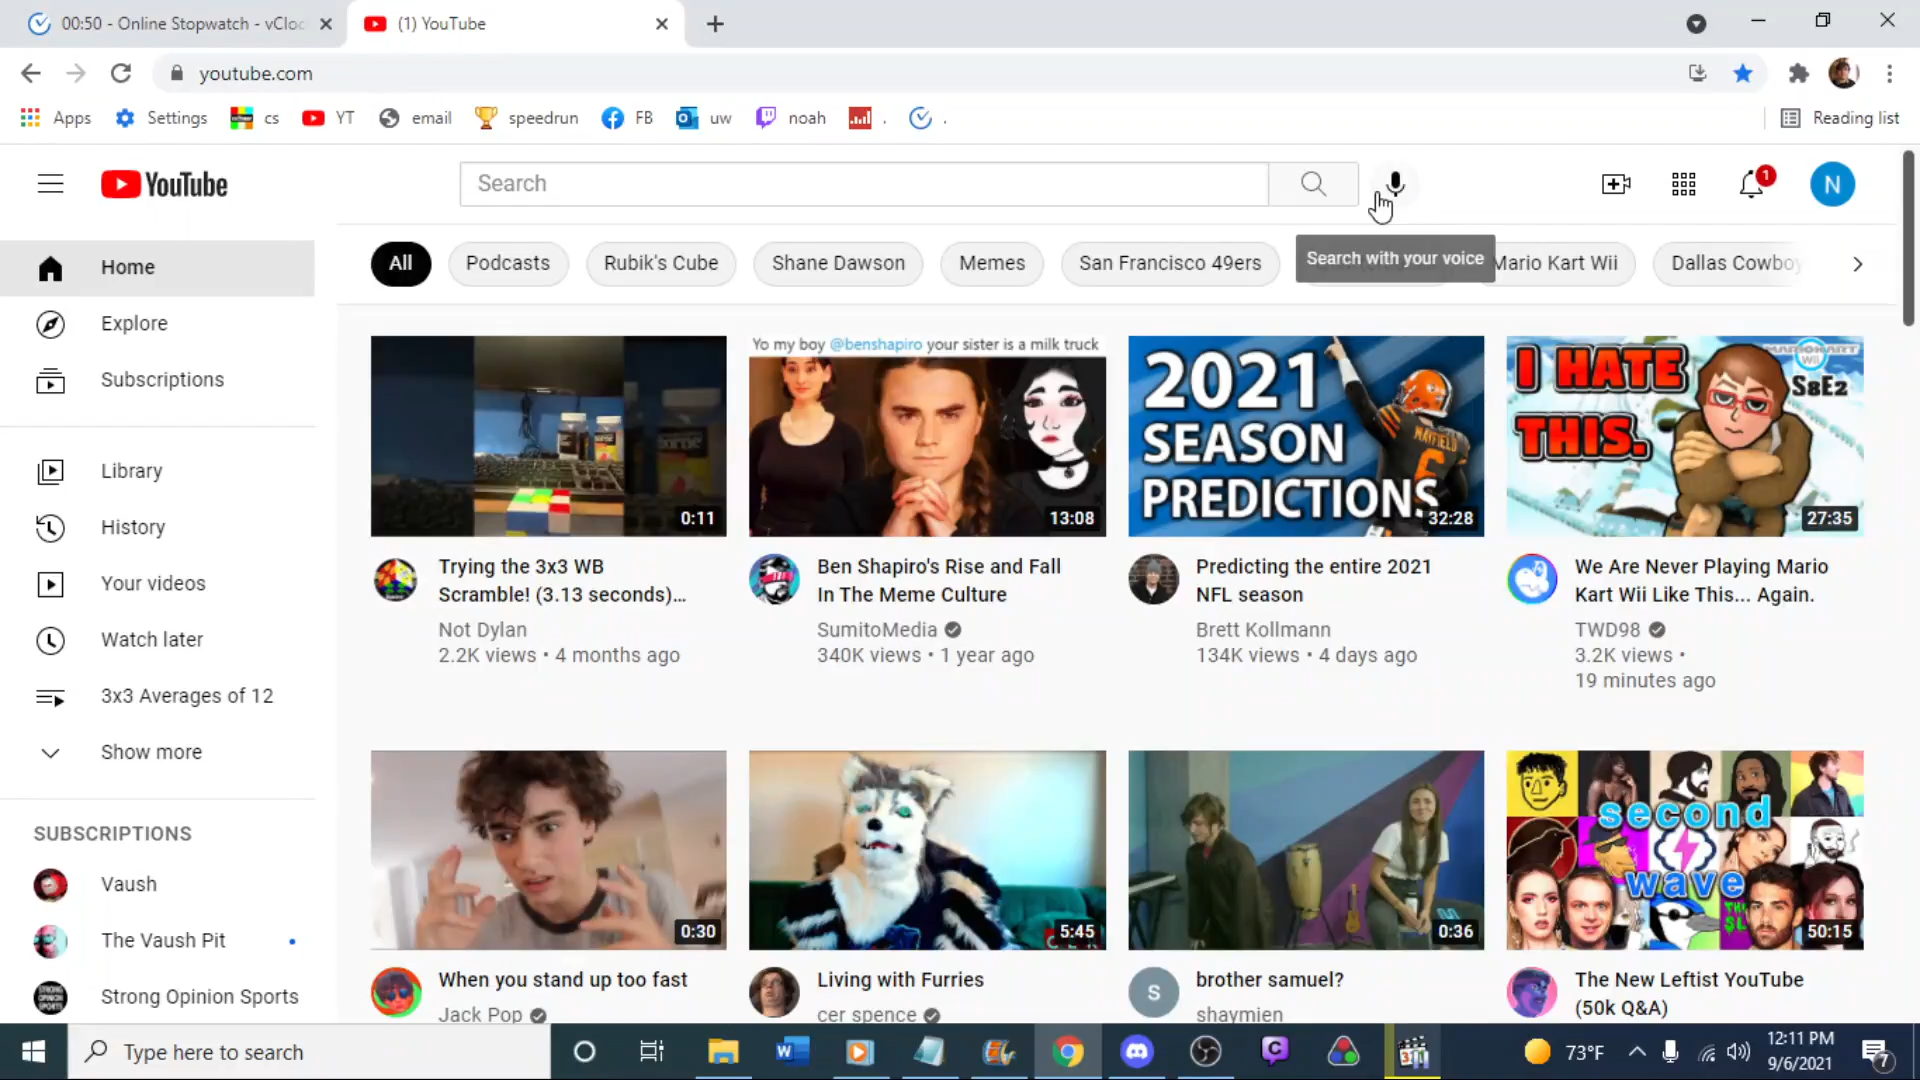 00:50 - Online Stopwatch - vCloc
(1) YouTube
youtube.com
Apps
Settings
cs
YT
email
speedrun
FB
uw
noah
.
.
Reading list
YouTube
Search
1
N
Home
Explore
Subscriptions
Library
History
Your videos
Watch later
3x3 Averages of 12
Show more
SUBSCRIPTIONS
Vaush
The Vaush Pit
Strong Opinion Sports
All
Podcasts
Rubik's Cube
Shane Dawson
Memes
San Francisco 49ers
Search with your voice
Mario Kart Wii
Dallas Cowboy
0:11
Trying the 3x3 WB
Scramble! (3.13 seconds)...
Not Dylan
2.2K views • 4 months ago
Yo my boy @benshapiro your sister is a milk truck
13:08
Ben Shapiro's Rise and Fall
In The Meme Culture
SumitoMedia
340K views • 1 year ago
2021
SEASON
PREDICTIONS
MAYFIELD
6
32:28
Predicting the entire 2021
NFL season
Brett Kollmann
134K views • 4 days ago
I HATE
THIS.
MARIOKART
Wii
S8E2
27:35
We Are Never Playing Mario
Kart Wii Like This... Again.
TWD98
3.2K views •
19 minutes ago
0:30
When you stand up too fast
Jack Pop
5:45
Living with Furries
cer spence
0:36
S
brother samuel?
shaymien
second
wave
50:15
The New Leftist YouTube
(50k Q&A)
Type here to search
73°F
12:11 PM
9/6/2021
7